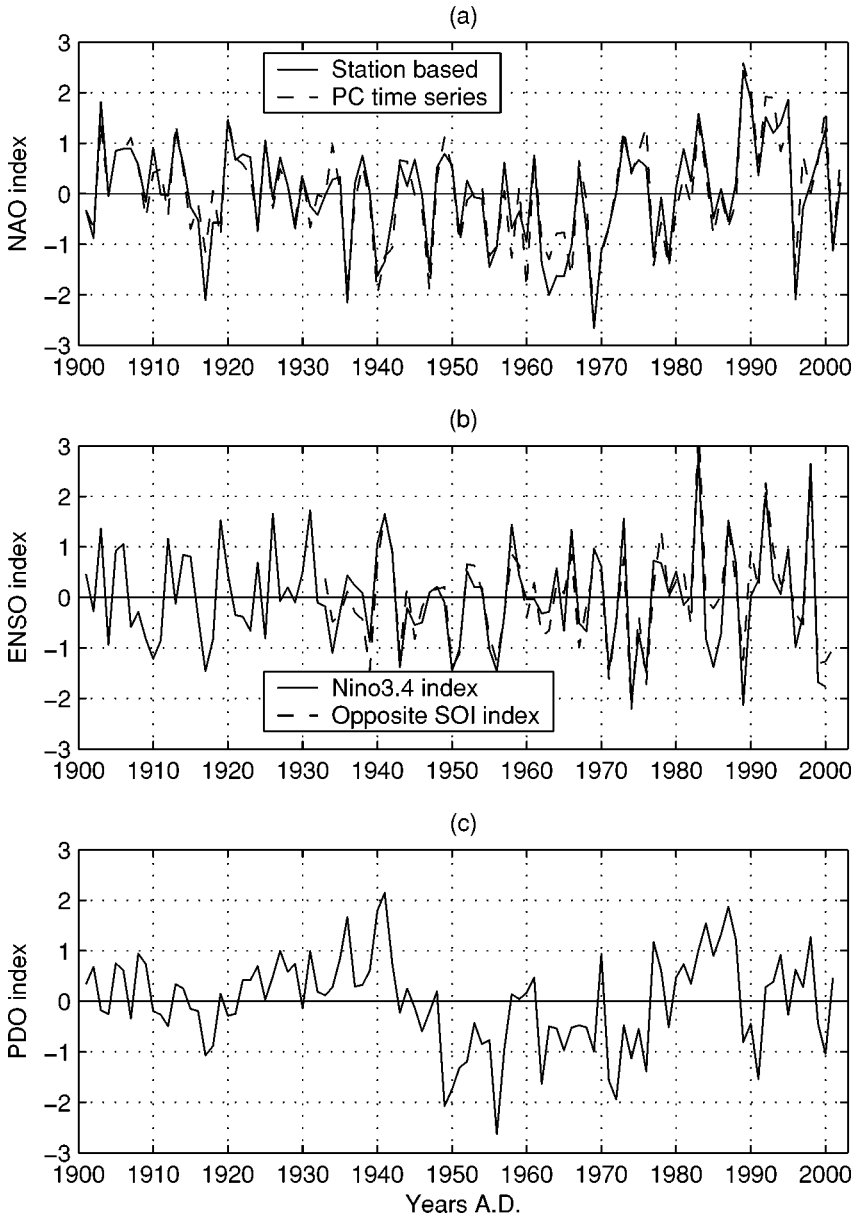 (a)
3
2
1
0
−1
−2
−3
NAO index
Station based
PC time series
1900 1910 1920 1930 1940 1950 1960 1970 1980 1990 2000
(b)
3
2
1
0
−1
−2
−3
ENSO index
Nino3.4 index
Opposite SOI index
1900 1910 1920 1930 1940 1950 1960 1970 1980 1990 2000
(c)
3
2
1
0
−1
−2
−3
PDO index
1900 1910 1920 1930 1940 1950 1960 1970 1980 1990 2000
Years A.D.